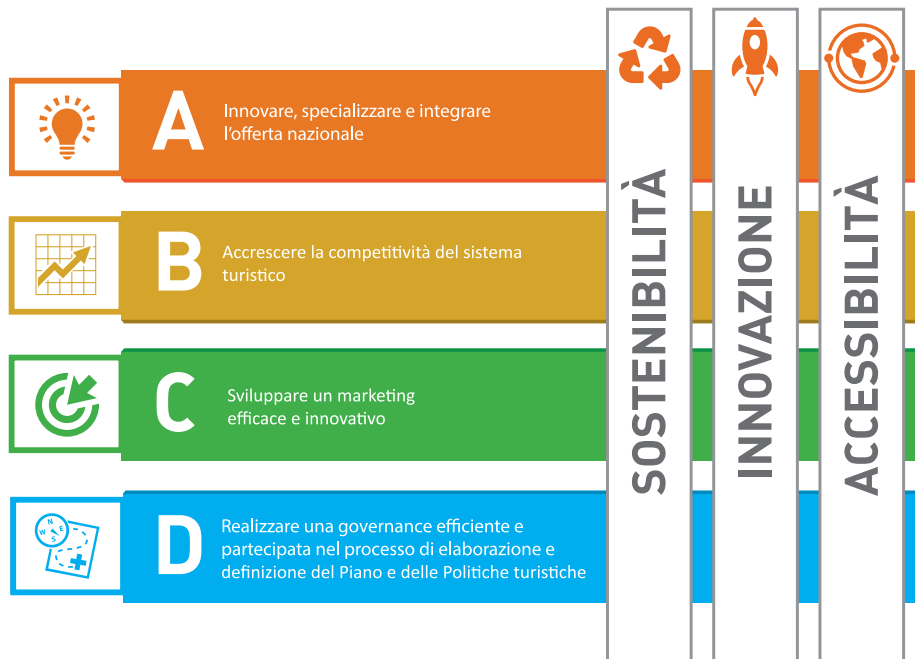 A
Innovare, specializzare e integrare
l'offerta nazionale
B
Accrescere la competitività del sistema
turistico
C
Sviluppare un marketing
efficace e innovativo
N
W E
S
D
Realizzare una governance efficiente e
partecipata nel processo di elaborazione e
definizione del Piano e delle Politiche turistiche
SOSTENIBILITÀ
INNOVAZIONE
ACCESSIBILITÀ